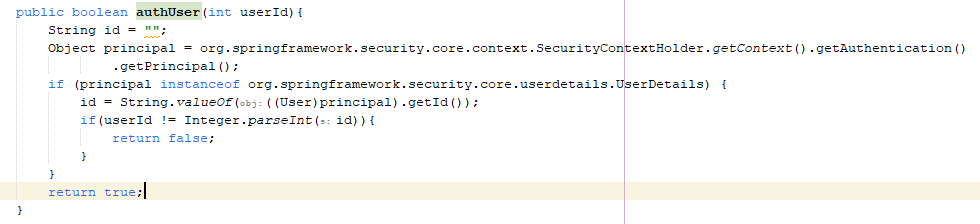 public boolean authUser(int userId){
    String id = "";
    Object principal = org.springframework.security.core.context.SecurityContextHolder.getContext().getAuthentication()
            .getPrincipal();
    if (principal instanceof org.springframework.security.core.userdetails.UserDetails) {
        id = String.valueOf( obj: ((User)principal).getId());
        if(userId != Integer.parseInt( s: id)){
            return false;
        }
    }
    return true;
}